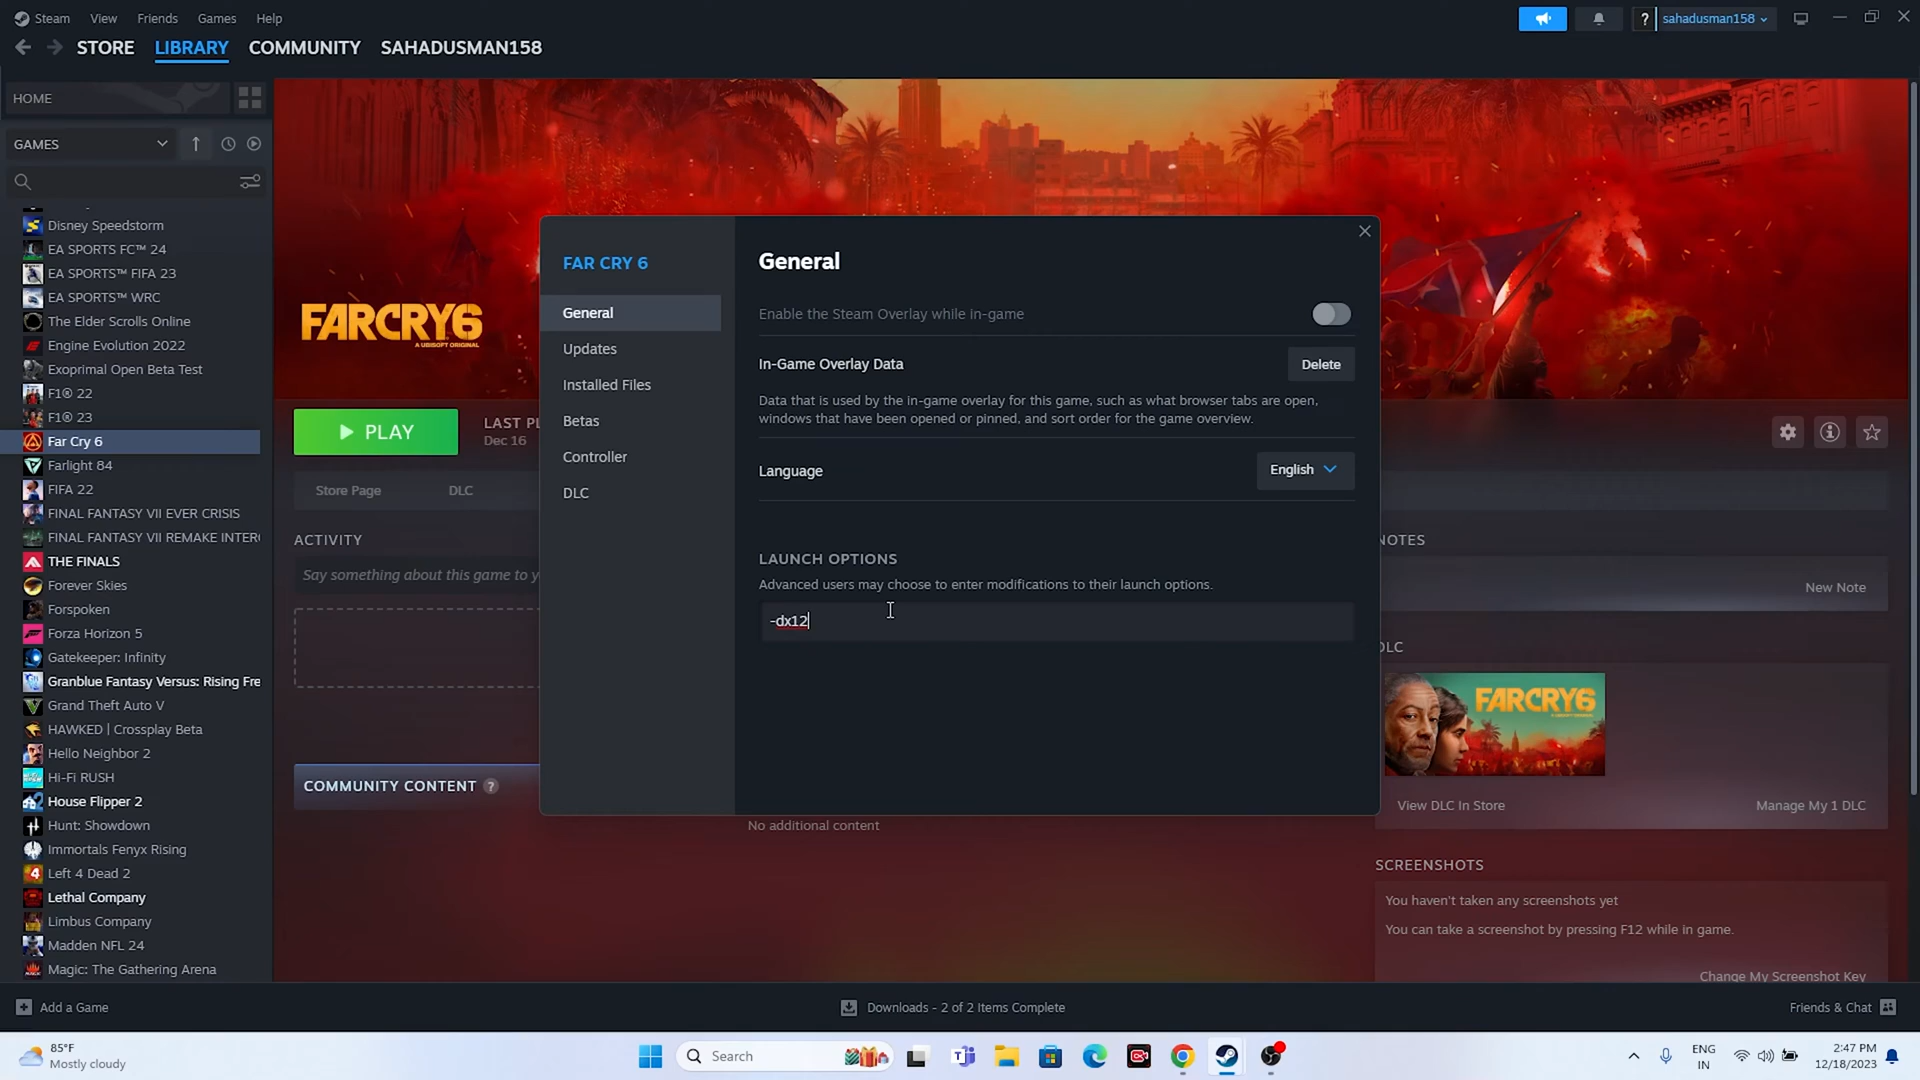 Steam View Friends Games Help
? sahadusman158
STORE LIBRARY COMMUNITY SAHADUSMAN158
HOME
GAMES
Disney Speedstorm
EA SPORTS FC™ 24
EA SPORTS™ FIFA 23
EA SPORTS™ WRC
The Elder Scrolls Online
Engine Evolution 2022
Exoprimal Open Beta Test
F1® 22
F1® 23
Far Cry 6
Farlight 84
FIFA 22
FINAL FANTASY VII EVER CRISIS
FINAL FANTASY VII REMAKE INTER
THE FINALS
Forever Skies
Forspoken
Forza Horizon 5
Gatekeeper: Infinity
Granblue Fantasy Versus: Rising Fre
Grand Theft Auto V
HAWKED | Crossplay Beta
Hello Neighbor 2
Hi-Fi RUSH
House Flipper 2
Hunt: Showdown
Immortals Fenyx Rising
Left 4 Dead 2
Lethal Company
Limbus Company
Madden NFL 24
Magic: The Gathering Arena
FARCRY6
A UBISOFT ORIGINAL
PLAY
LAST PL
Dec 16
Store Page DLC
ACTIVITY
Say something about this game to y
COMMUNITY CONTENT ?
No additional content
FAR CRY 6
General
Updates
Installed Files
Betas
Controller
DLC
General
Enable the Steam Overlay while in-game
In-Game Overlay Data
Delete
Data that is used by the in-game overlay for this game, such as what browser tabs are open,
windows that have been opened or pinned, and sort order for the game overview.
Language
English
LAUNCH OPTIONS
Advanced users may choose to enter modifications to their launch options.
-dx12
NOTES
New Note
DLC
FARCRY6
View DLC In Store
Manage My 1 DLC
SCREENSHOTS
You haven't taken any screenshots yet
You can take a screenshot by pressing F12 while in game.
Change My Screenshot Key
Add a Game
Downloads - 2 of 2 Items Complete
Friends & Chat
85°F
Mostly cloudy
Search
ENG
IN
2:47 PM
12/18/2023